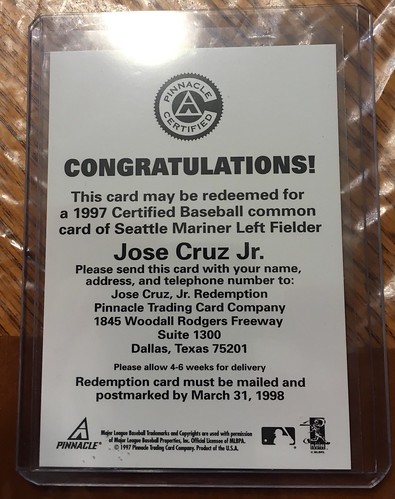 PINNACLE
CERTIFIED
CONGRATULATIONS!
This card may be redeemed for
a 1997 Certified Baseball common
card of Seattle Mariner Left Fielder
Jose Cruz Jr.
Please send this card with your name,
address, and telephone number to:
Jose Cruz, Jr. Redemption
Pinnacle Trading Card Company
1845 Woodall Rodgers Freeway
Suite 1300
Dallas, Texas 75201
Please allow 4-6 weeks for delivery
Redemption card must be mailed and
postmarked by March 31, 1998
PINNACLE
Major League Baseball Trademarks and Copyrights are used with permission
of Major League Baseball Properties, Inc. Official Licensee of MLBPA.
© 1997 Pinnacle Trading Card Company. Product of the U.S.A.